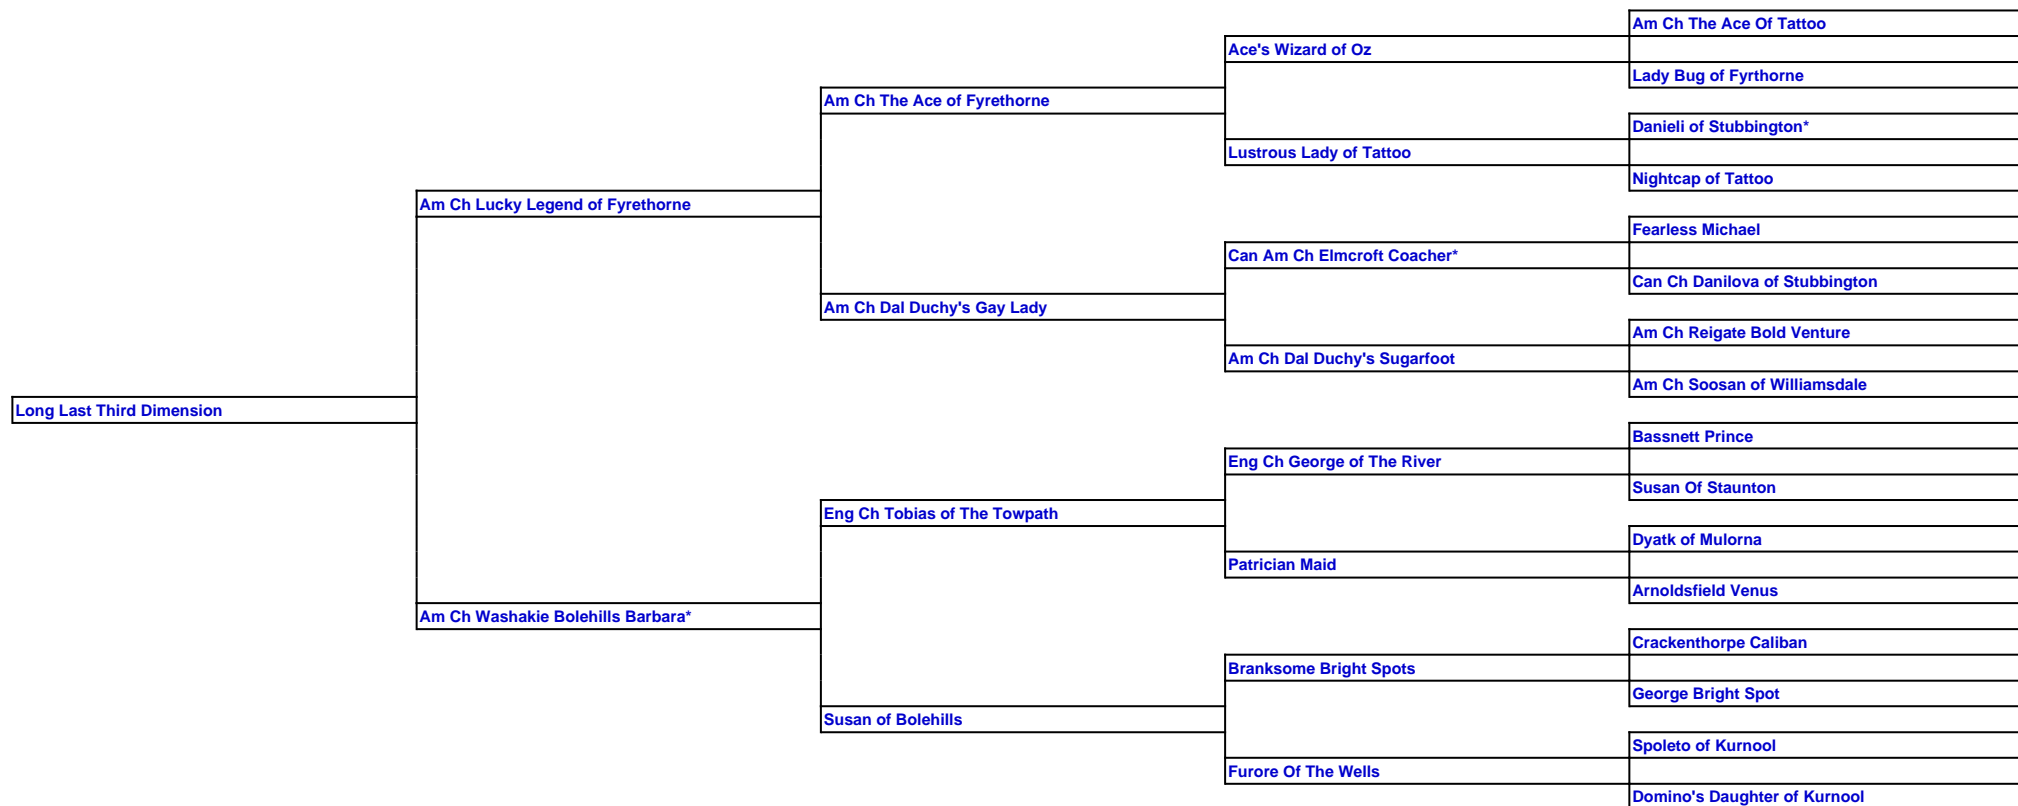 Am Ch The Ace Of Tattoo
Ace's Wizard of Oz
Lady Bug of Fyrthorne
Am Ch The Ace of Fyrethorne
Danieli of Stubbington*
Lustrous Lady of Tattoo
Nightcap of Tattoo
Am Ch Lucky Legend of Fyrethorne
Fearless Michael
Can Am Ch Elmcroft Coacher*
Can Ch Danilova of Stubbington
Am Ch Dal Duchy's Gay Lady
Am Ch Reigate Bold Venture
Am Ch Dal Duchy's Sugarfoot
Am Ch Soosan of Williamsdale
Long Last Third Dimension
Bassnett Prince
Eng Ch George of The River
Susan Of Staunton
Eng Ch Tobias of The Towpath
Dyatk of Mulorna
Patrician Maid
Arnoldsfield Venus
Am Ch Washakie Bolehills Barbara*
Crackenthorpe Caliban
Branksome Bright Spots
George Bright Spot
Susan of Bolehills
Spoleto of Kurnool
Furore Of The Wells
Domino's Daughter of Kurnool